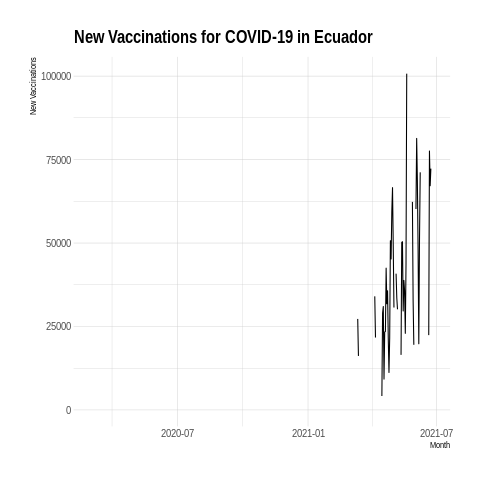 New Vaccinations for COVID-19 in Ecuador
New Vaccinations
100000
75000
50000
25000
0
2020-07
2021-01
2021-07
Month